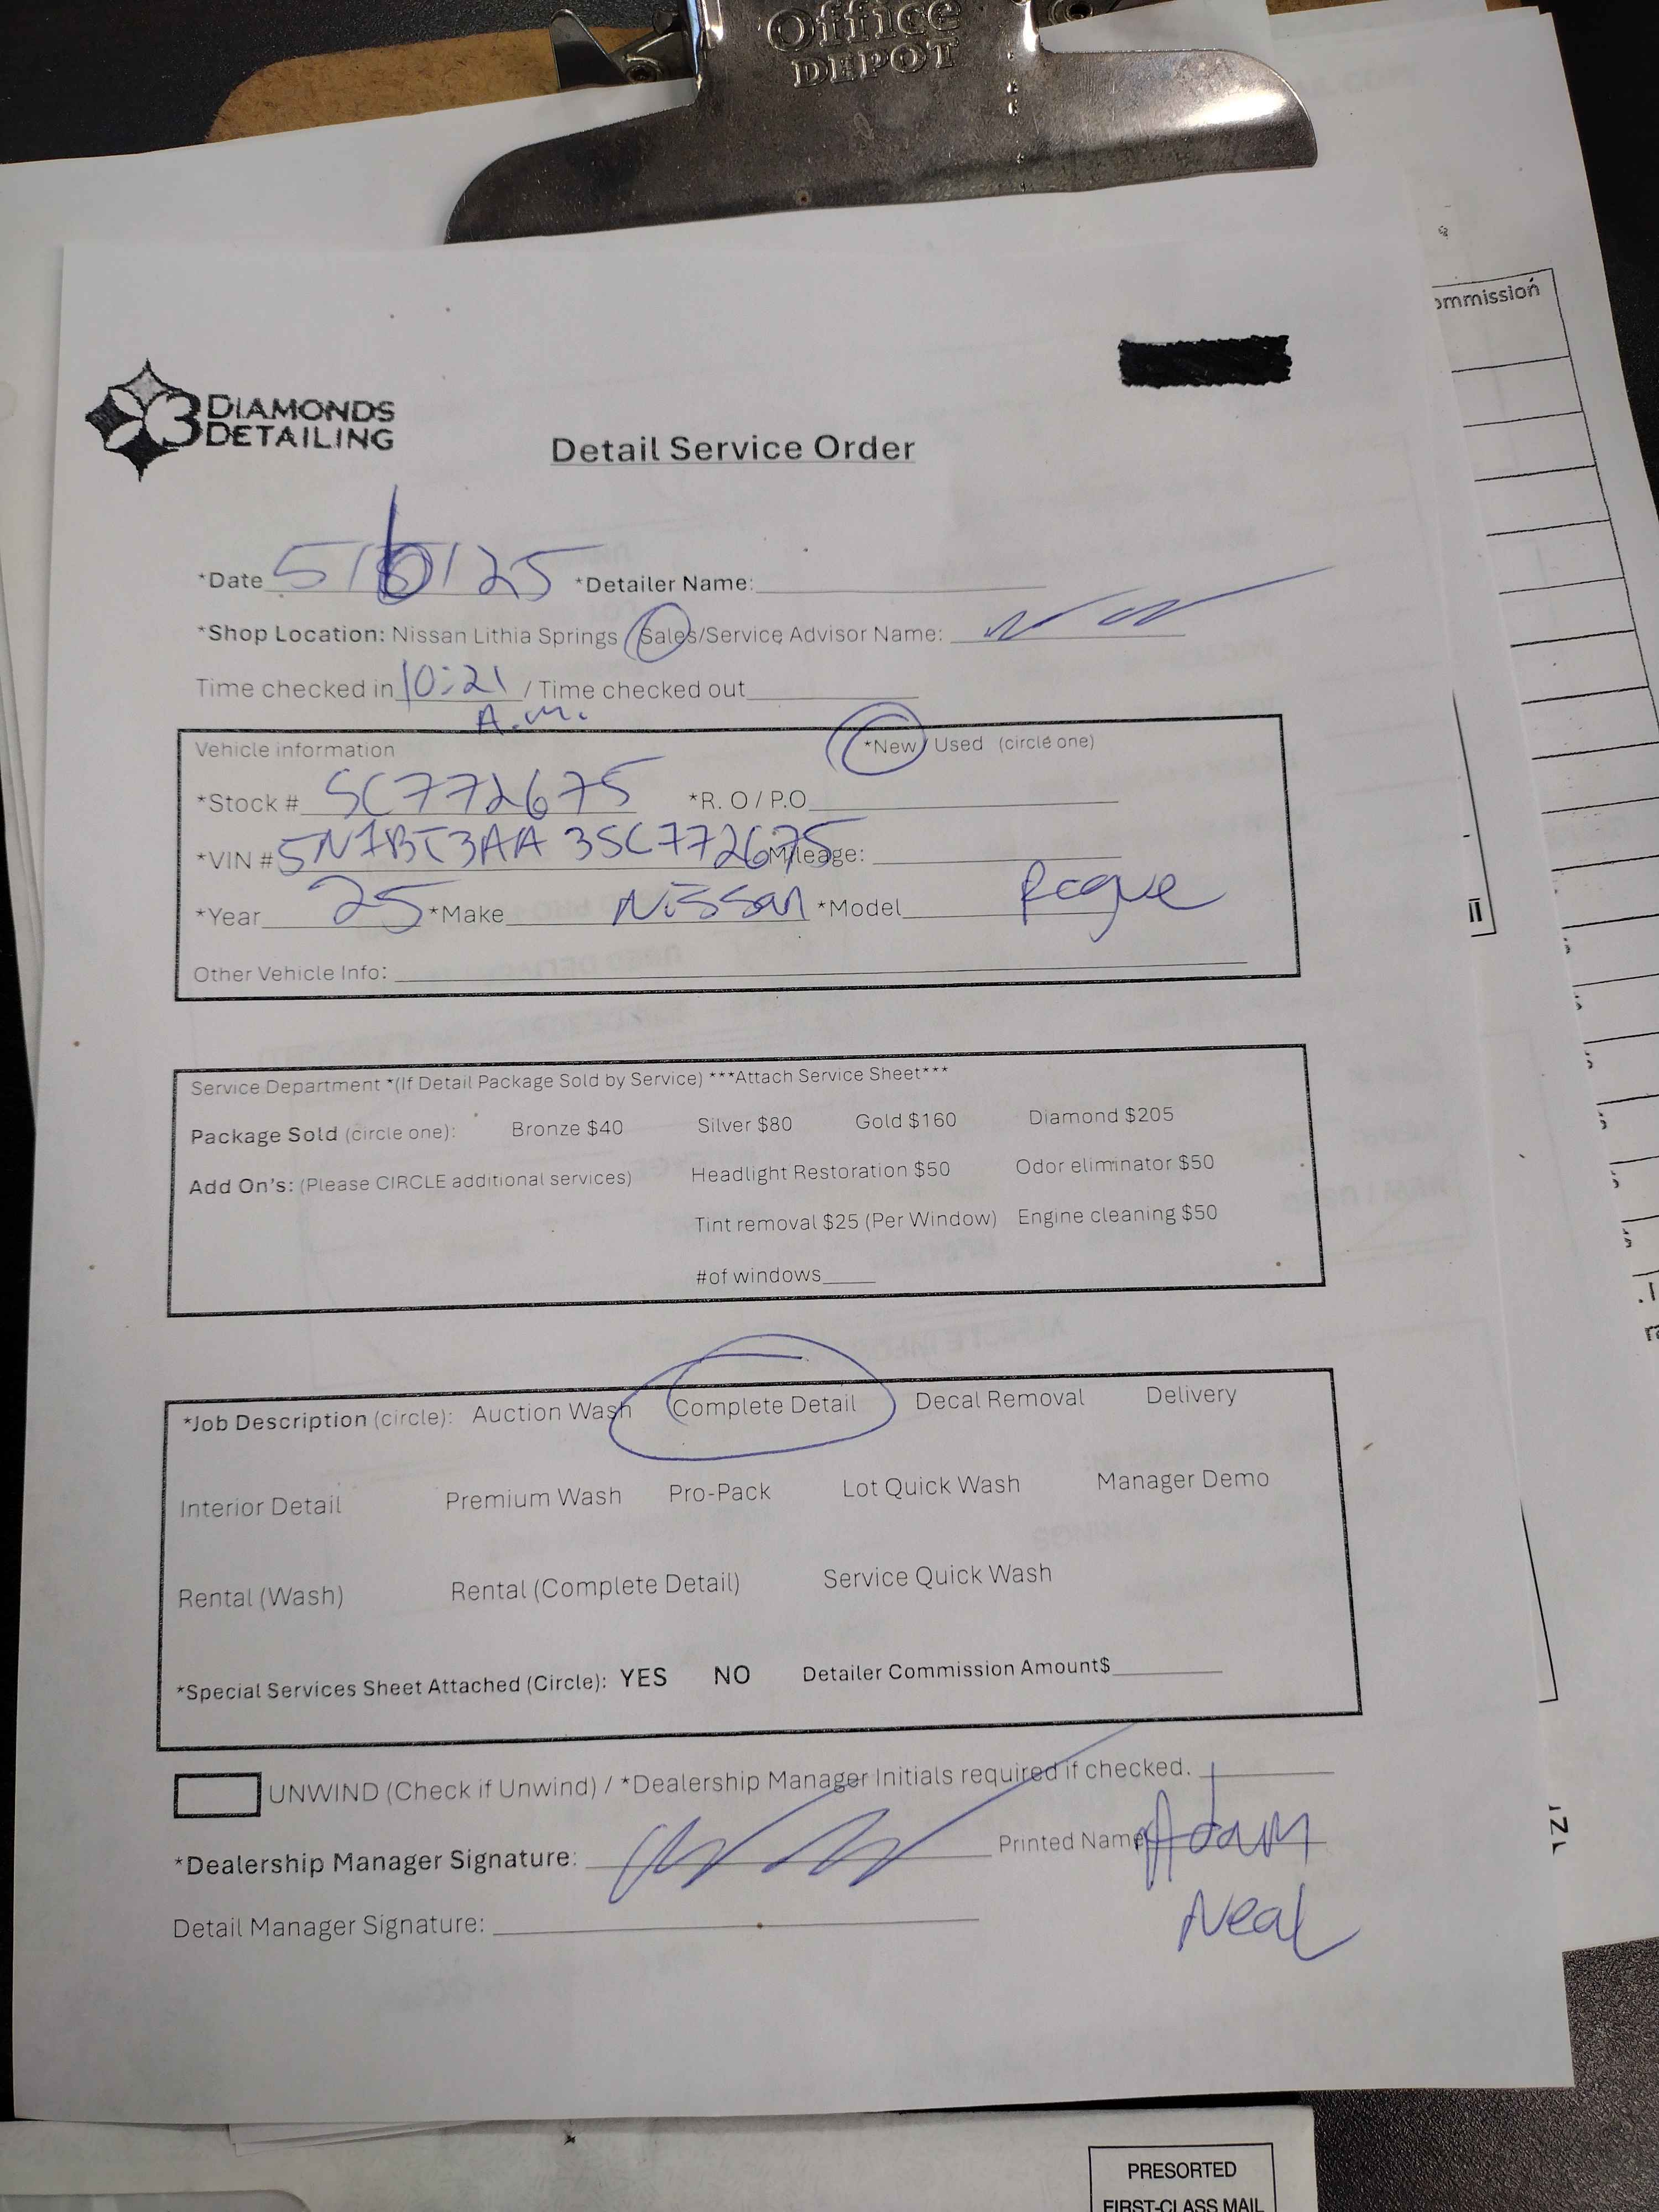 Office
DEPOT
ommission
3 DIAMONDS
DETAILING
Detail Service Order
*Date 5/6/25 *Detailer Name:
*Shop Location: Nissan Lithia Springs / Sales/Service Advisor Name:
Time checked in 10:21 / Time checked out
A.M.
Vehicle information *New / Used (circle one)
*Stock # SC772675 *R. O / P.O
*VIN # 5N1BT3AA3SC772675 Mileage:
*Year 25 *Make Nissan *Model Rogue
Other Vehicle Info:
Service Department *(If Detail Package Sold by Service) ***Attach Service Sheet***
Package Sold (circle one): Bronze $40 Silver $80 Gold $160 Diamond $205
Add On's: (Please CIRCLE additional services) Headlight Restoration $50 Odor eliminator $50
Tint removal $25 (Per Window) Engine cleaning $50
#of windows
*Job Description (circle): Auction Wash Complete Detail Decal Removal Delivery
Interior Detail Premium Wash Pro-Pack Lot Quick Wash Manager Demo
Rental (Wash) Rental (Complete Detail) Service Quick Wash
*Special Services Sheet Attached (Circle): YES NO Detailer Commission Amount$
UNWIND (Check if Unwind) / *Dealership Manager Initials required if checked.
*Dealership Manager Signature: Printed Name Adam
Neal
Detail Manager Signature:
PRESORTED
FIRST-CLASS MAIL